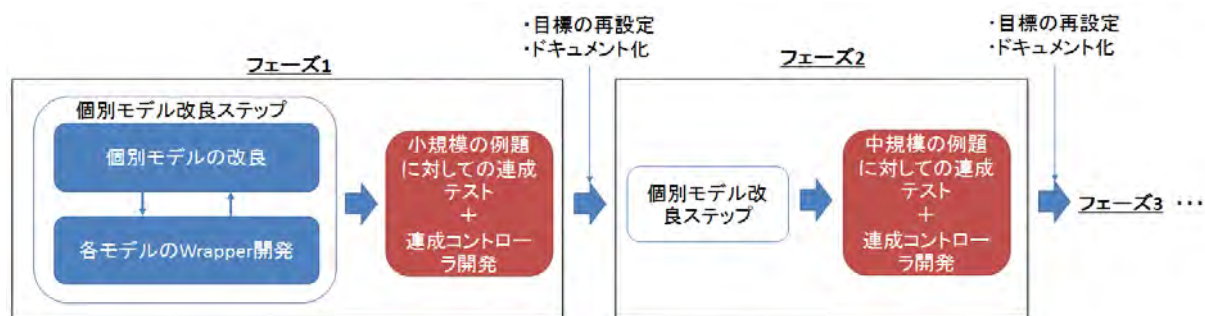 フェーズ1
個別モデル改良ステップ
個別モデルの改良
各モデルのWrapper開発
小規模の例題
に対しての連成
テスト
＋
連成コントロー
ラ開発
・目標の再設定
・ドキュメント化
フェーズ2
個別モデル改
良ステップ
中規模の例題
に対しての連成
テスト
＋
連成コントロー
ラ開発
・目標の再設定
・ドキュメント化
フェーズ3 ・・・